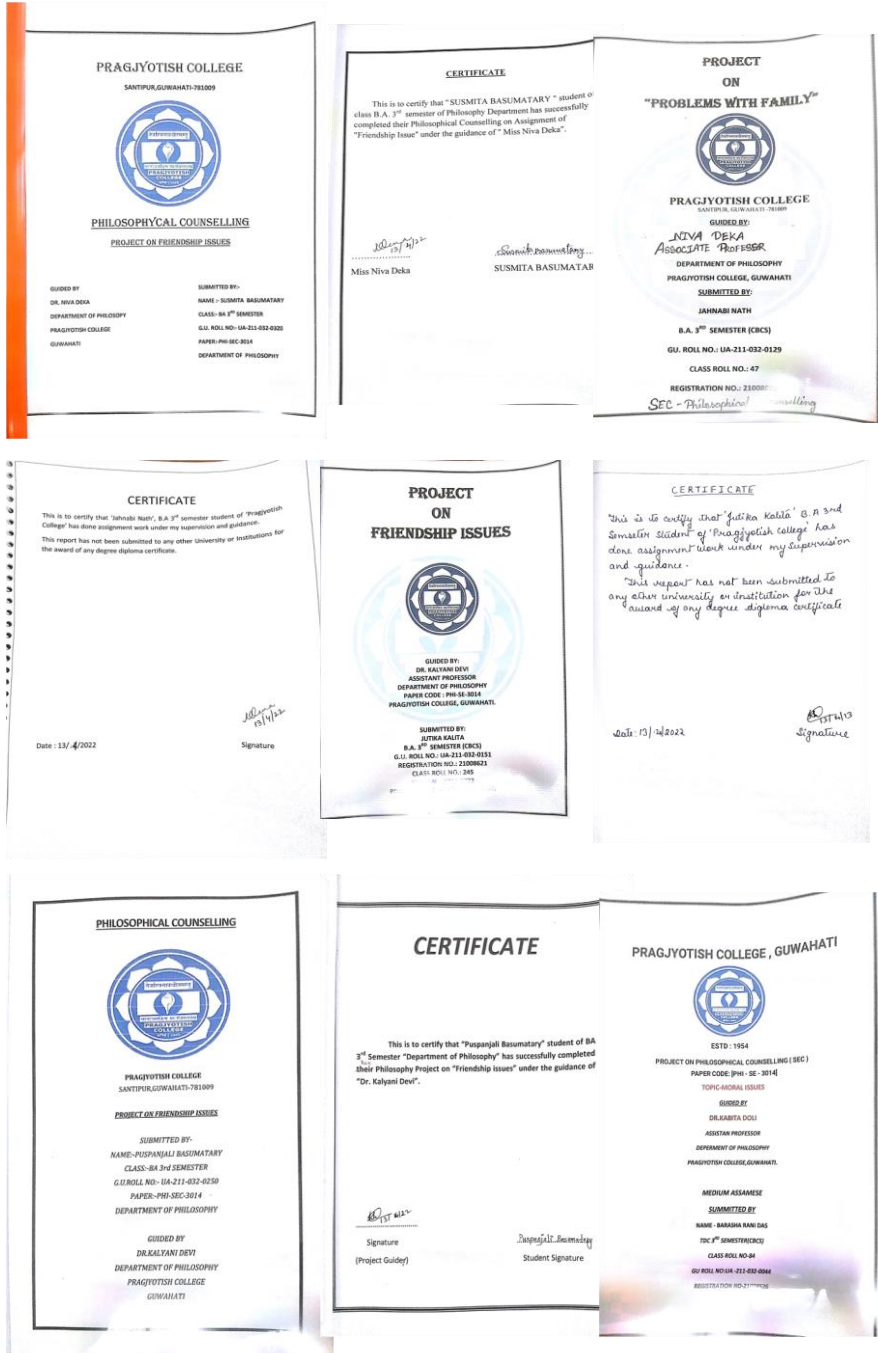 PRAGJYOTISH COLLEGE
SANTIPUR,GUWAHATI-781009
PRAGJYOTISH
COLLEGE
PHILOSOPHYCAL COUNSELLING
PROJECT ON FRIENDSHIP ISSUES
GUIDED BY
DR. NIVA DEKA
DEPARTMENT OF PHILOSOPY
PRAGJYOTISH COLLEGE
GUWAHATI
SUBMITTED BY:-
NAME :- SUSMITA BASUMATARY
CLASS:- BA 3RD SEMESTER
G.U. ROLL NO:- UA-211-032-0320
PAPER:-PHI-SEC-3014
DEPARTMENT OF PHILOSOPHY
CERTIFICATE
This is to certify that "SUSMITA BASUMATARY " student of
class B.A. 3rd semester of Philosophy Department has successfully
completed their Philosophical Counselling on Assignment of
"Friendship Issue" under the guidance of " Miss Niva Deka".
Miss Niva Deka
Susmita Basumatary
SUSMITA BASUMATAR
PROJECT
ON
"PROBLEMS WITH FAMILY"
PRAGJYOTISH COLLEGE
SANTIPUR, GUWAHATI -781009
GUIDED BY:
NIVA DEKA
ASSOCIATE PROFESSOR
DEPARTMENT OF PHILOSOPHY
PRAGJYOTISH COLLEGE, GUWAHATI
SUBMITTED BY:
JAHNABI NATH
B.A. 3RD SEMESTER (CBCS)
GU. ROLL NO.: UA-211-032-0129
CLASS ROLL NO.: 47
REGISTRATION NO.:
SEC - Philosophical
CERTIFICATE
This is to certify that 'Jahnabi Nath', B.A 3rd semester student of 'Pragjyotish
College' has done assignment work under my supervision and guidance.
This report has not been submitted to any other University or Institutions for
the award of any degree diploma certificate.
13/4/22
Date : 13/.4/2022
Signature
PROJECT
ON
FRIENDSHIP ISSUES
GUIDED BY:
DR. KALYANI DEVI
ASSISTANT PROFESSOR
DEPARTMENT OF PHILOSOPHY
PAPER CODE : PHI-SE-3014
PRAGJYOTISH COLLEGE, GUWAHATI.
SUBMITTED BY:
JUTIKA KALITA
B.A. 3RD SEMESTER (CBCS)
G.U. ROLL NO.: UA-211-032-0151
REGISTRATION NO.: 21008621
CLASS ROLL NO.: 245
CERTIFICATE
This is to certify that 'Jutika Kalita' B.A 3rd
Semseter Student of 'Pragjyotish College' has
done assignment work under my Supervision
and guidance.
This report has not been submitted to
any other university or institution for the
award of any degree diploma certificate
Date: 13/
Signature
PHILOSOPHICAL COUNSELLING
PRAGJYOTISH
COLLEGE
PRAGJYOTISH COLLEGE
SANTIPUR,GUWAHATI-781009
PROJECT ON FRIENDSHIP ISSUES
SUBMITTED BY-
NAME:-PUSPANJALI BASUMATARY
CLASS:-BA 3rd SEMESTER
G.U.ROLL NO:- UA-211-032-0250
PAPER:-PHI-SEC-3014
DEPARTMENT OF PHILOSOPHY
GUIDED BY
DR.KALYANI DEVI
DEPARTMENT OF PHILOSOPHY
PRAGJYOTISH COLLEGE
GUWAHATI
CERTIFICATE
This is to certify that "Puspanjali Basumatary" student of BA
3rd Semester "Department of Philosophy" has successfully completed
their Philosophy Project on "Friendship issues" under the guidance of
"Dr. Kalyani Devi".
Signature
(Project Guider)
Puspanjali Basumatary
Student Signature
PRAGJYOTISH COLLEGE , GUWAHATI
ESTD : 1954
PROJECT ON PHILOSOPHICAL COUNSELLING ( SEC )
PAPER CODE: [PHI - SE - 3014]
TOPIC-MORAL ISSUES
GUIDED BY
DR.KABITA DOLI
ASSISTAN PROFESSOR
DEPERMENT OF PHILOSOPHY
PRAGJYOTISH COLLEGE,GUWAHATI.
MEDIUM ASSAMESE
SUMMITTED BY
NAME - BARASHA RANI DAS
TDC 3RD SEMESTER(CBCS)
CLASS ROLL NO-84
GU ROLL NO:UA -211-032-0044
REGISTRATION NO-